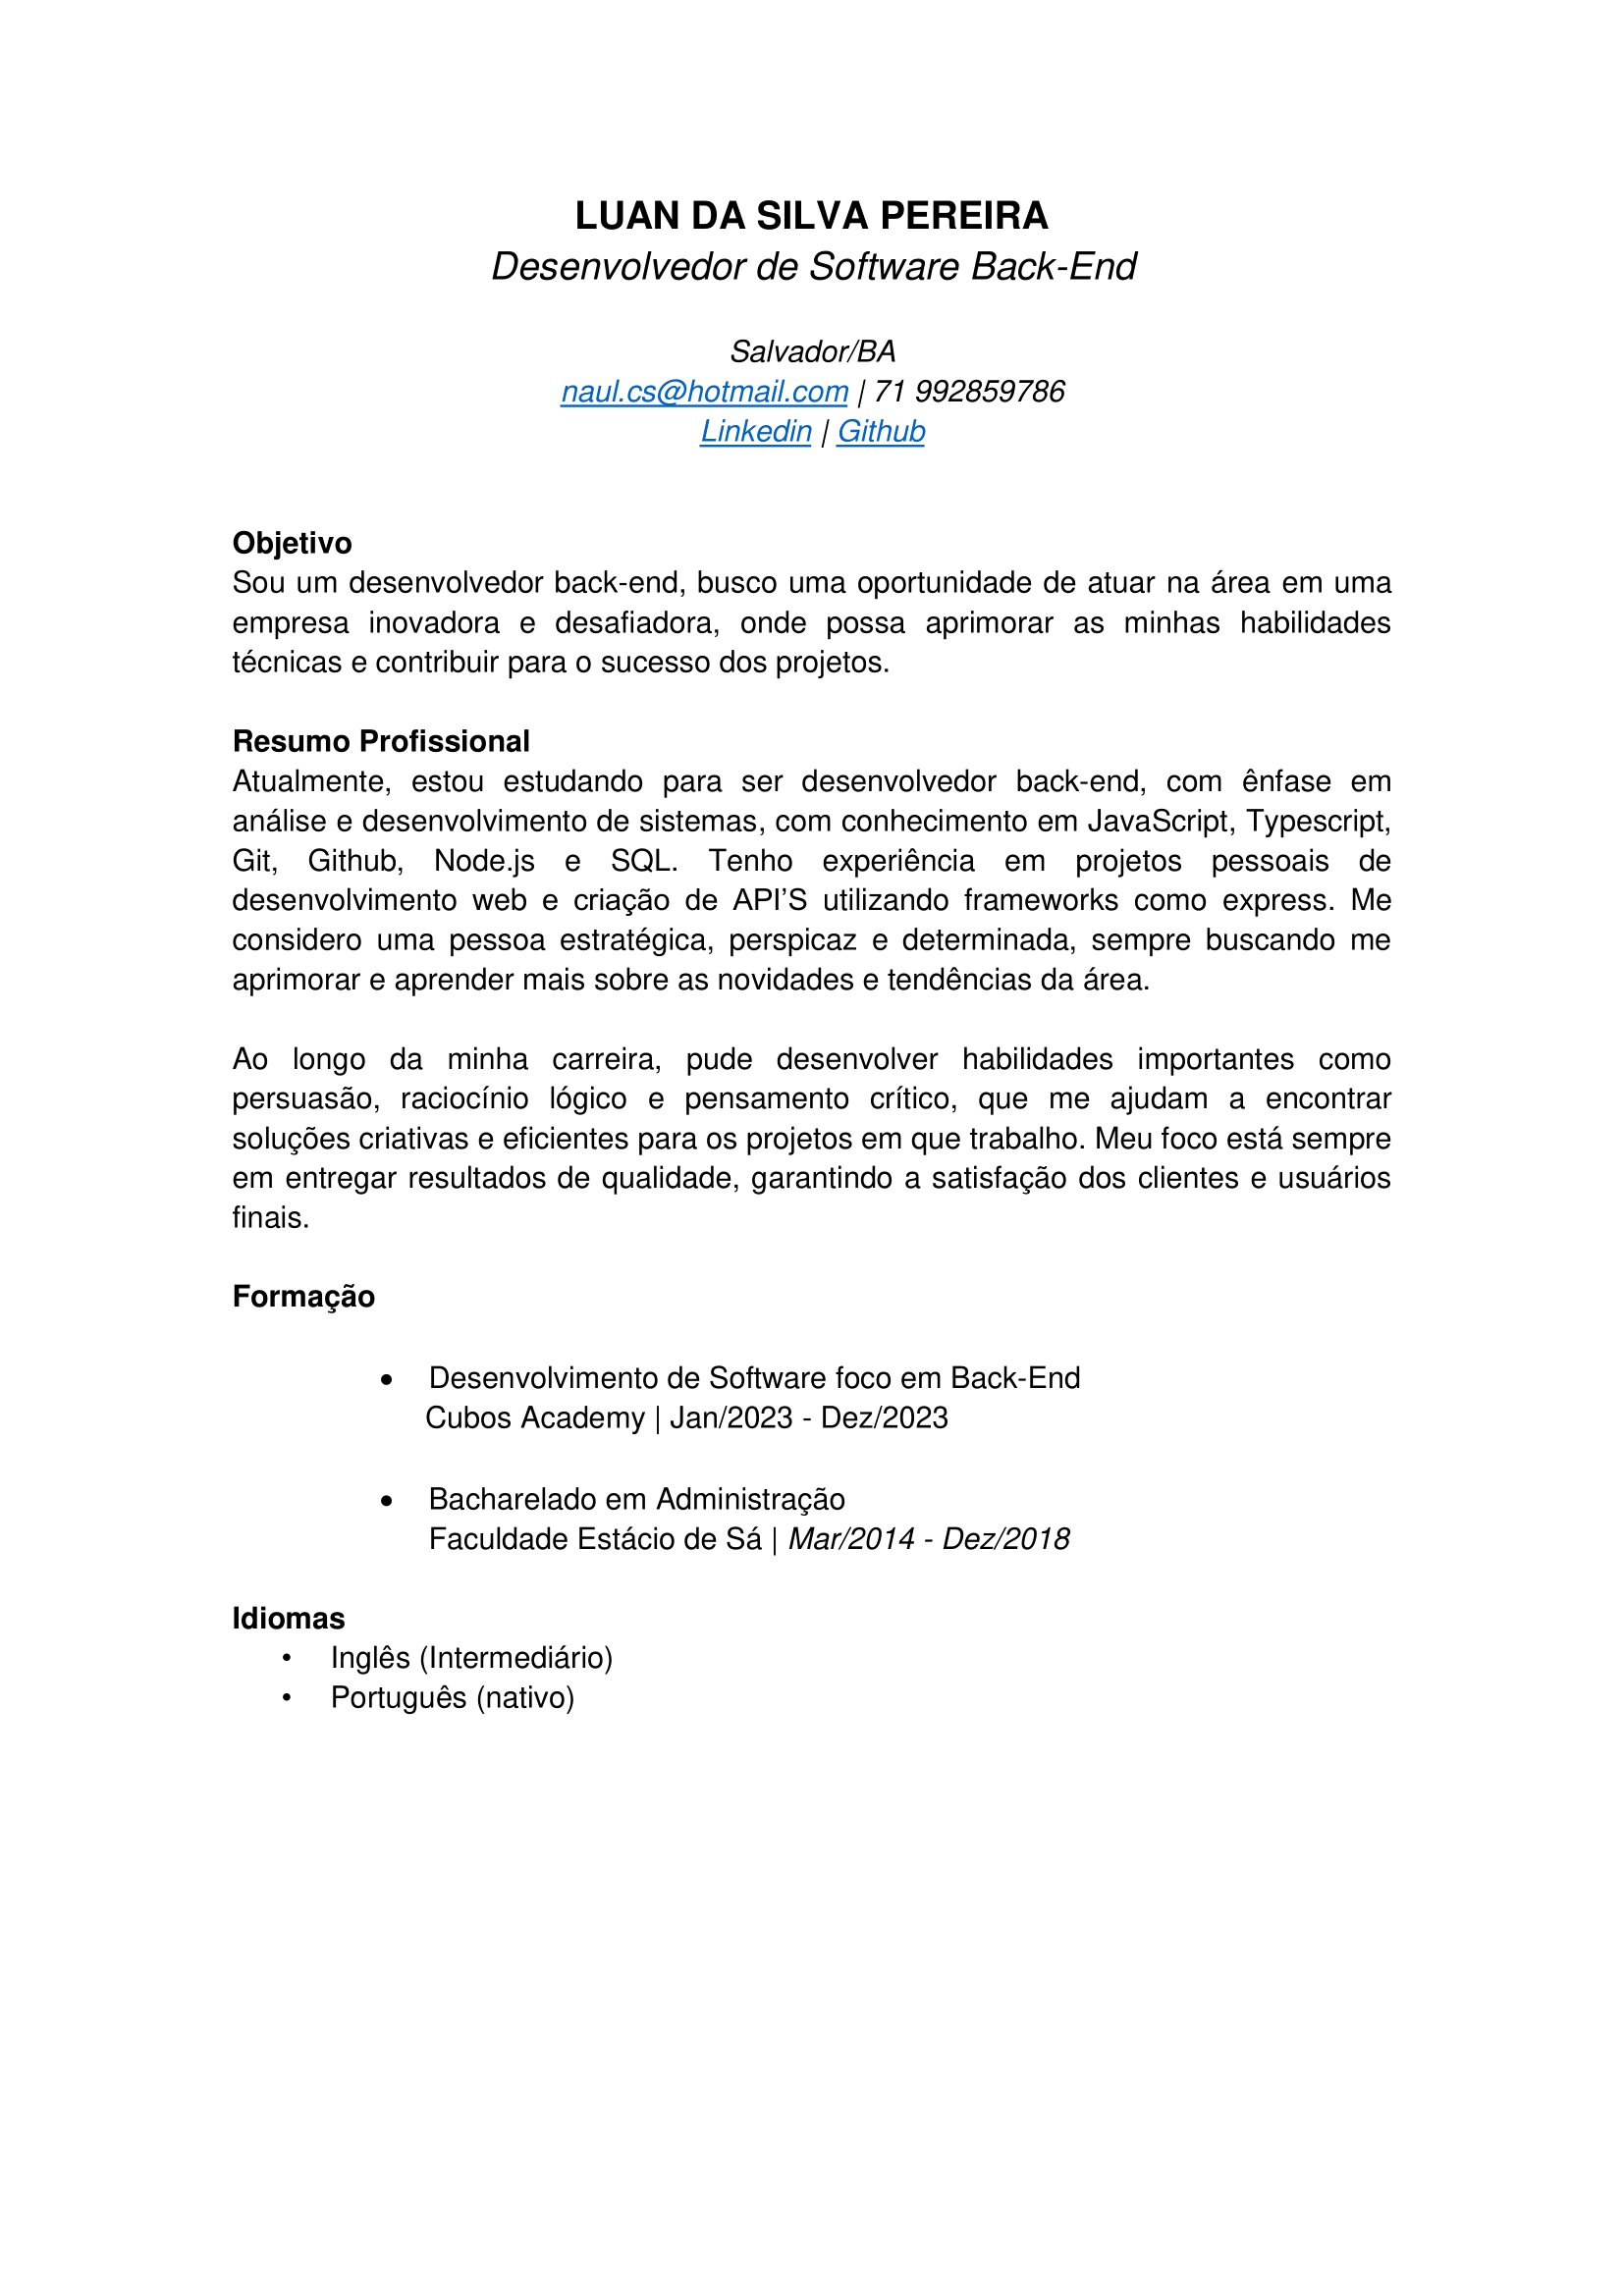 LUAN DA SILVA PEREIRA
Desenvolvedor de Software Back-End
Salvador/BA
naul.cs@hotmail.com | 71 992859786
Linkedin | Github
Objetivo
Sou um desenvolvedor back-end, busco uma oportunidade de atuar na área em uma
empresa inovadora e desafiadora, onde possa aprimorar as minhas habilidades
técnicas e contribuir para o sucesso dos projetos.
Resumo Profissional
Atualmente, estou estudando para ser desenvolvedor back-end, com ênfase em
análise e desenvolvimento de sistemas, com conhecimento em JavaScript, Typescript,
Git, Github, Node.js e SQL. Tenho experiência em projetos pessoais de
desenvolvimento web e criação de API’S utilizando frameworks como express. Me
considero uma pessoa estratégica, perspicaz e determinada, sempre buscando me
aprimorar e aprender mais sobre as novidades e tendências da área.
Ao longo da minha carreira, pude desenvolver habilidades importantes como
persuasão, raciocínio lógico e pensamento crítico, que me ajudam a encontrar
soluções criativas e eficientes para os projetos em que trabalho. Meu foco está sempre
em entregar resultados de qualidade, garantindo a satisfação dos clientes e usuários
finais.
Formação
• Desenvolvimento de Software foco em Back-End
Cubos Academy | Jan/2023 - Dez/2023
• Bacharelado em Administração
Faculdade Estácio de Sá | Mar/2014 - Dez/2018
Idiomas
• Inglês (Intermediário)
• Português (nativo)